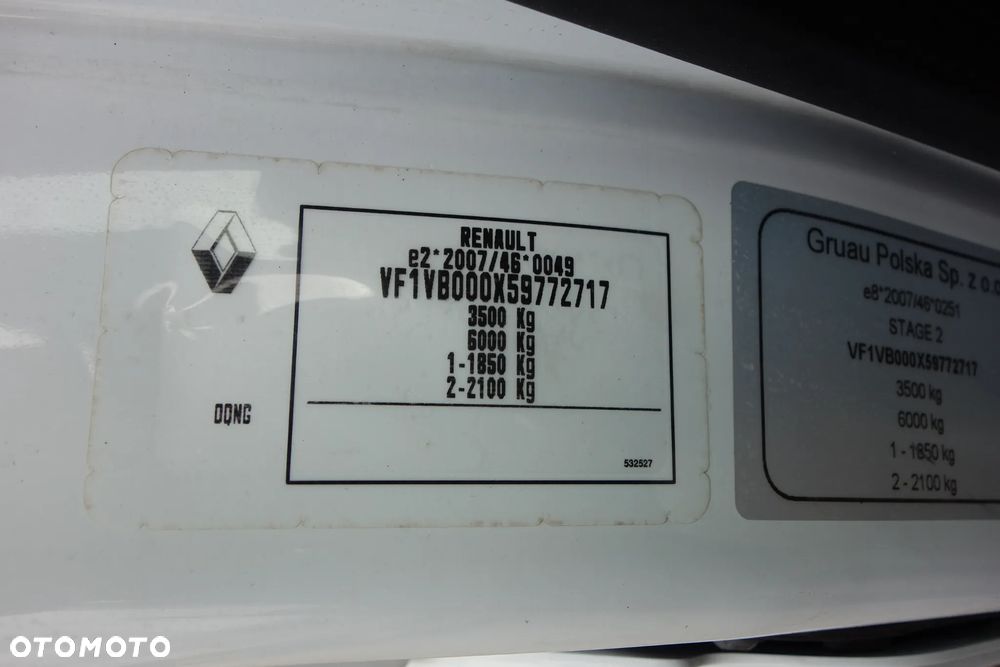 RENAULT
e2*2007/46*0049
VF1VB000X59772717
3500 Kg
6000 Kg
1-1850 Kg
2-2100 Kg
DQNG
532527
Gruau Polska Sp. z o.o
e8*2007/46*0251
STAGE 2
VF1VB000X59772717
3500 kg
6000 kg
1 - 1850 kg
2 - 2100 kg
OTOMOTO